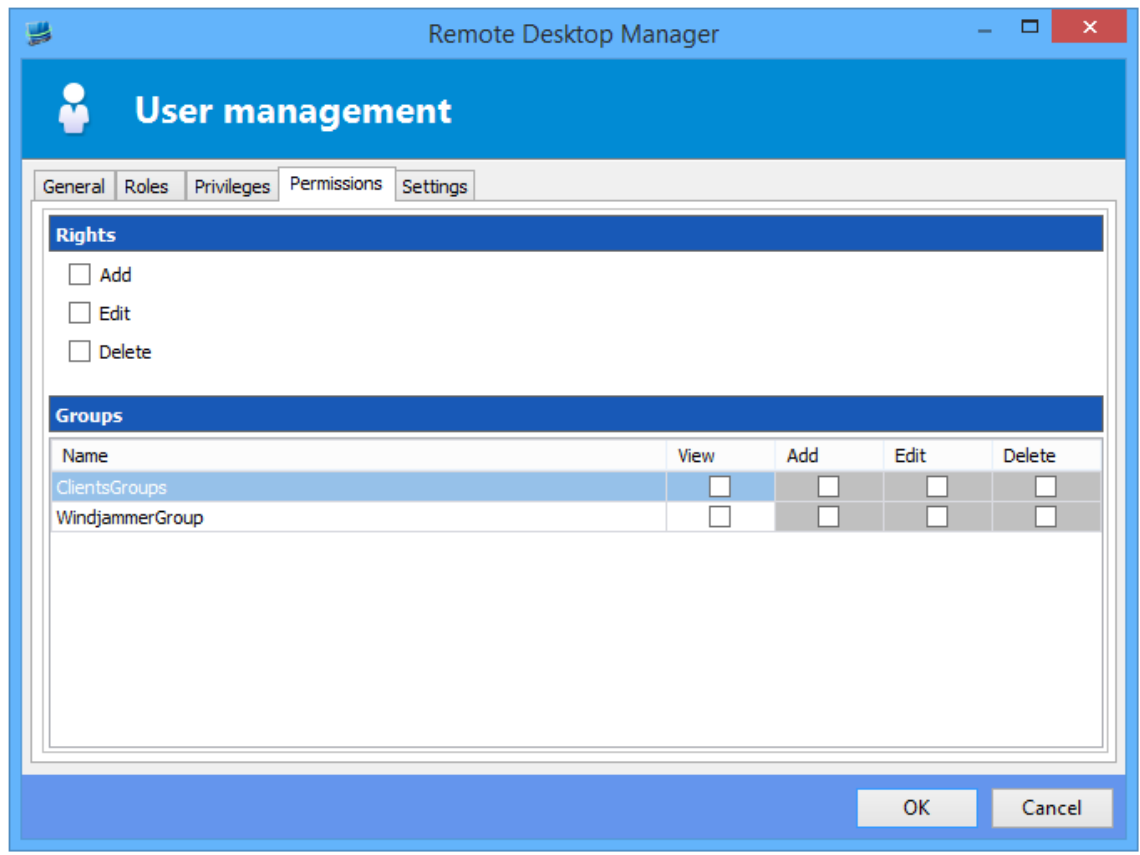 Remote Desktop Manager
User management
General Roles Privileges Permissions Settings
Rights
Add
Edit
Delete
Groups
Name View Add Edit Delete
ClientsGroups
WindjammerGroup
OK Cancel